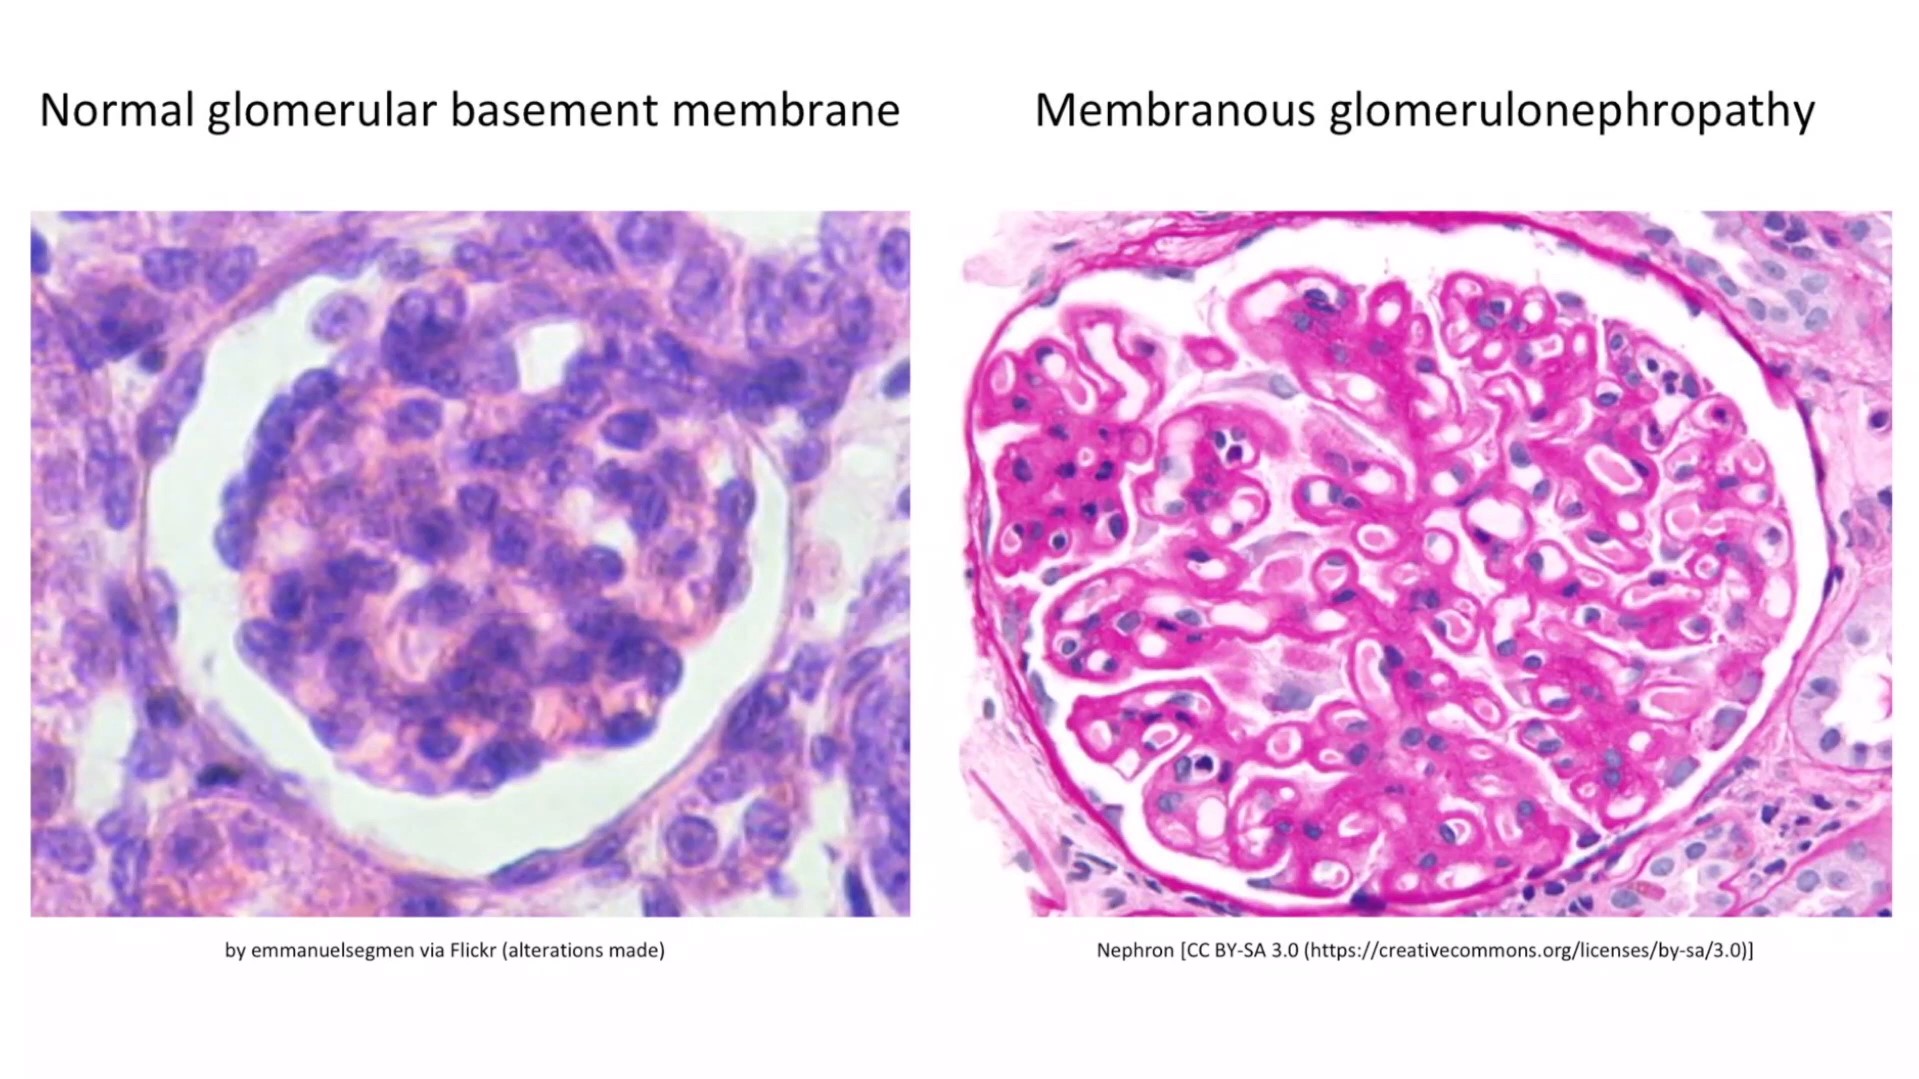 Normal glomerular basement membrane
Membranous glomerulonephropathy
by emmanuelsegmen via Flickr (alterations made)
Nephron [CC BY-SA 3.0 (https://creativecommons.org/licenses/by-sa/3.0)]